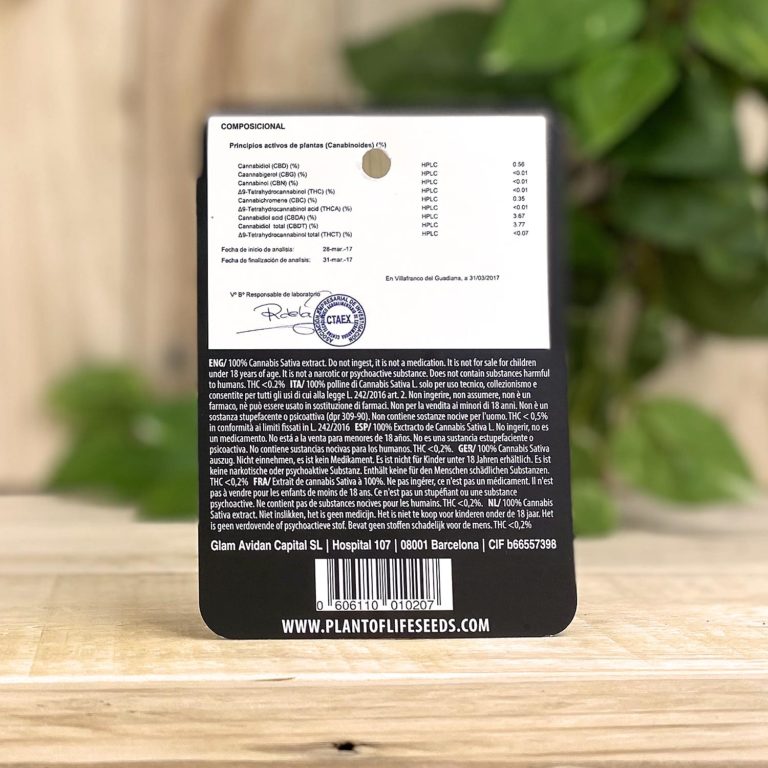 COMPOSICIONAL
Principios activos de plantas (Canabinoides) (%)
Cannabidiol (CBD) (%) HPLC 0.56
Cannabigerol (CBG) (%) HPLC <0.01
Cannabinol (CBN) (%) HPLC <0.01
Δ9-Tetrahydrocannabinol (THC) (%) HPLC <0.01
Cannabichromene (CBC) (%) HPLC 0.35
Δ9-Tetrahydrocannabinol acid (THCA) (%) HPLC <0.01
Cannabidiol acid (CBDA) (%) HPLC 3.67
Cannabidiol total (CBDT) (%) HPLC 3.77
Δ9-Tetrahydrocannabinol total (THCT) (%) HPLC <0.07
Fecha de inicio de analisis: 28-mar.-17
Fecha de finalización de analisis: 31-mar.-17
En Villafranco del Guadiana, a 31/03/2017
Vº Bº Responsable de laboratorio
CTAEX
ENG/ 100% Cannabis Sativa extract. Do not ingest, it is not a medication. It is not for sale for children
under 18 years of age. It is not a narcotic or psychoactive substance. Does not contain substances harmful
to humans. THC <0.2% ITA/ 100% polline di Cannabis Sativa L. solo per uso tecnico, collezionismo e
consentite per tutti gli usi di cui alla legge L. 242/2016 art. 2. Non ingerire, non assumere, non è un
farmaco, nè può essere usato in sostituzione di farmaci. Non per la vendita ai minori di 18 anni. Non è un
sostanza stupefacente o psicoattiva (dpr 309-90). Non contiene sostanze nocive per l'uomo. THC < 0,5%
in conformità ai limiti fissati in L. 242/2016 ESP/ 100% Exctracto de Cannabis Sativa L. No ingerir, no es
un medicamento. No está a la venta para menores de 18 años. No es una sustancia estupefaciente o
psicoactiva. No contiene sustancias nocivas para los humanos. THC <0,2%. GER/ 100% Cannabis Sativa
auszug. Nicht einnehmen, es ist kein Medikament. Es ist nicht für Kinder unter 18 Jahren erhältlich. Es ist
keine narkotische oder psychoaktive Substanz. Enthält keine für den Menschen schädlichen Substanzen.
THC <0,2% FRA/ Extrait de cannabis Sativa à 100%. Ne pas ingérer, ce n'est pas un médicament. Il n'est
pas à vendre pour les enfants de moins de 18 ans. Ce n'est pas un stupéfiant ou une substance
psychoactive. Ne contient pas de substances nocives pour les humains. THC <0,2%. NL/ 100% Cannabis
Sativa extract. Niet inslikken, het is geen medicijn. Het is niet te koop voor kinderen onder de 18 jaar. Het
is geen verdovende of psychoactieve stof. Bevat geen stoffen schadelijk voor de mens. THC <0,2%
Glam Avidan Capital SL | Hospital 107 | 08001 Barcelona | CIF b66557398
0 606110 010207
WWW.PLANTOFLIFESEEDS.COM